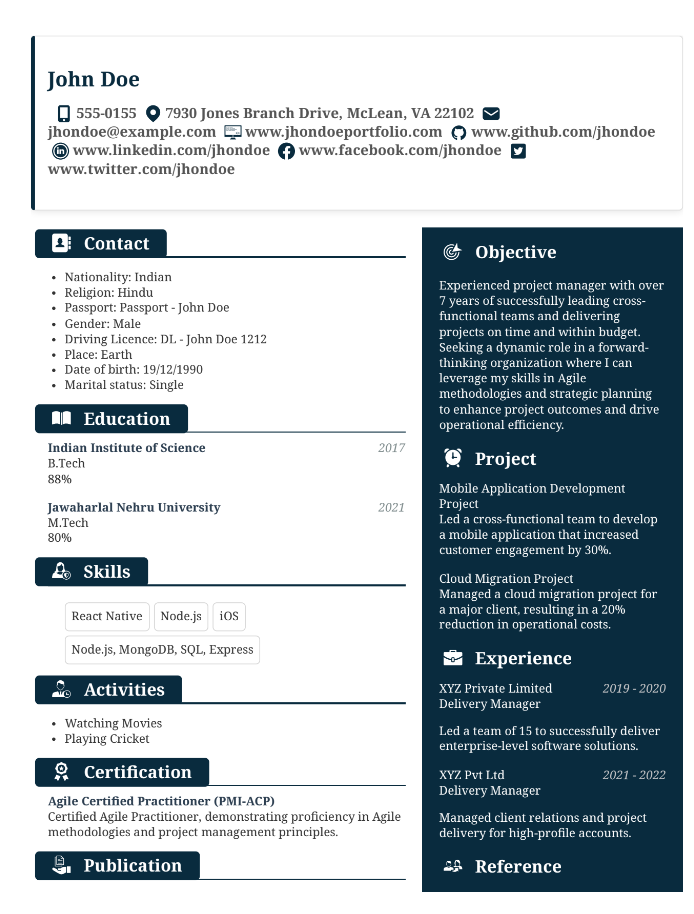 John Doe
555-0155 7930 Jones Branch Drive, McLean, VA 22102
jhondoe@example.com www.jhondoeportfolio.com www.github.com/jhondoe
www.linkedin.com/jhondoe www.facebook.com/jhondoe
www.twitter.com/jhondoe
Contact
• Nationality: Indian
• Religion: Hindu
• Passport: Passport - John Doe
• Gender: Male
• Driving Licence: DL - John Doe 1212
• Place: Earth
• Date of birth: 19/12/1990
• Marital status: Single
Education
Indian Institute of Science 2017
B.Tech
88%
Jawaharlal Nehru University 2021
M.Tech
80%
Skills
React Native Node.js iOS
Node.js, MongoDB, SQL, Express
Activities
• Watching Movies
• Playing Cricket
Certification
Agile Certified Practitioner (PMI-ACP)
Certified Agile Practitioner, demonstrating proficiency in Agile
methodologies and project management principles.
Publication
Objective
Experienced project manager with over
7 years of successfully leading cross-
functional teams and delivering
projects on time and within budget.
Seeking a dynamic role in a forward-
thinking organization where I can
leverage my skills in Agile
methodologies and strategic planning
to enhance project outcomes and drive
operational efficiency.
Project
Mobile Application Development
Project
Led a cross-functional team to develop
a mobile application that increased
customer engagement by 30%.
Cloud Migration Project
Managed a cloud migration project for
a major client, resulting in a 20%
reduction in operational costs.
Experience
XYZ Private Limited 2019 - 2020
Delivery Manager
Led a team of 15 to successfully deliver
enterprise-level software solutions.
XYZ Pvt Ltd 2021 - 2022
Delivery Manager
Managed client relations and project
delivery for high-profile accounts.
Reference